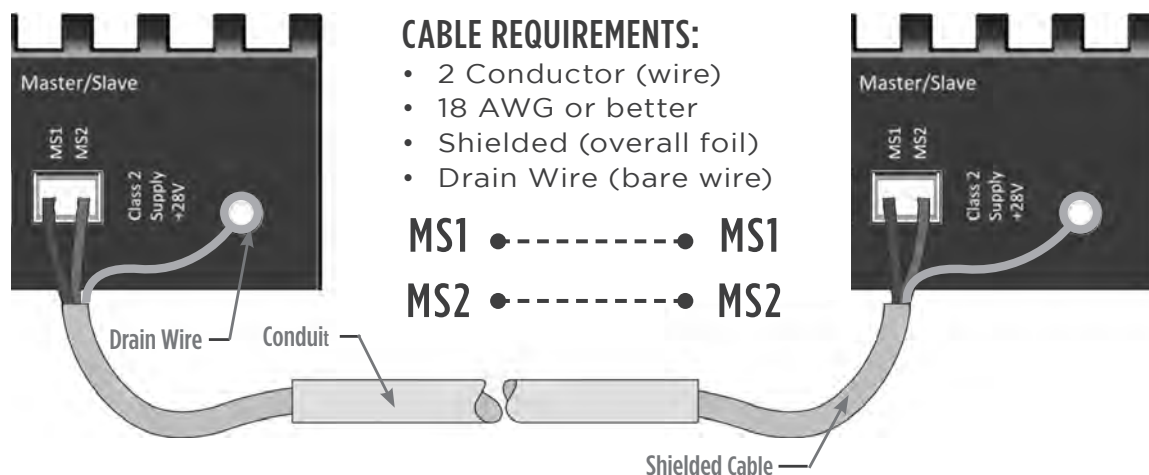 CABLE REQUIREMENTS:
• 2 Conductor (wire)
• 18 AWG or better
• Shielded (overall foil)
• Drain Wire (bare wire)
Master/Slave
MS1
MS2
Class 2
Supply
+28V
Master/Slave
MS1
MS2
Class 2
Supply
+28V
MS1 MS1
MS2 MS2
Drain Wire
Conduit
Shielded Cable